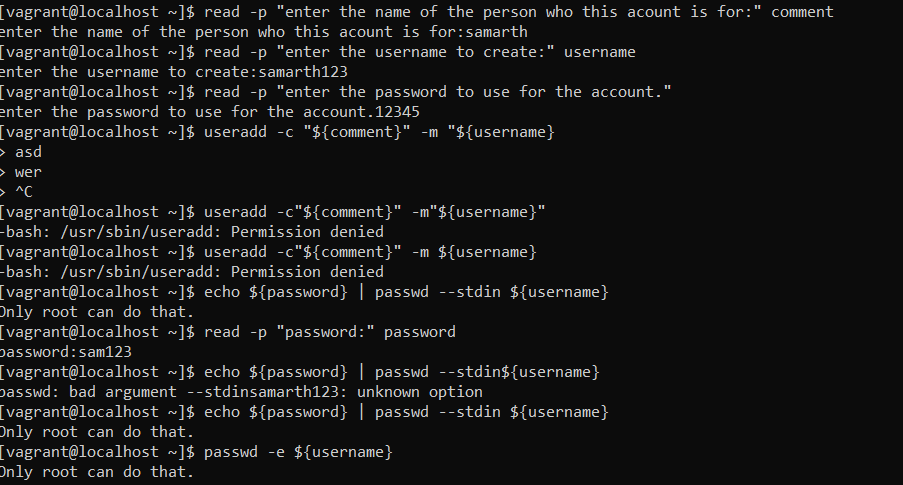 [vagrant@localhost ~]$ read -p "enter the name of the person who this acount is for:" comment
enter the name of the person who this acount is for:samarth
[vagrant@localhost ~]$ read -p "enter the username to create:" username
enter the username to create:samarth123
[vagrant@localhost ~]$ read -p "enter the password to use for the account."
enter the password to use for the account.12345
[vagrant@localhost ~]$ useradd -c "${comment}" -m "${username}
> asd
> wer
> ^C
[vagrant@localhost ~]$ useradd -c"${comment}" -m"${username}"
-bash: /usr/sbin/useradd: Permission denied
[vagrant@localhost ~]$ useradd -c"${comment}" -m ${username}
-bash: /usr/sbin/useradd: Permission denied
[vagrant@localhost ~]$ echo ${password} | passwd --stdin ${username}
Only root can do that.
[vagrant@localhost ~]$ read -p "password:" password
password:sam123
[vagrant@localhost ~]$ echo ${password} | passwd --stdin${username}
passwd: bad argument --stdinsamarth123: unknown option
[vagrant@localhost ~]$ echo ${password} | passwd --stdin ${username}
Only root can do that.
[vagrant@localhost ~]$ passwd -e ${username}
Only root can do that.